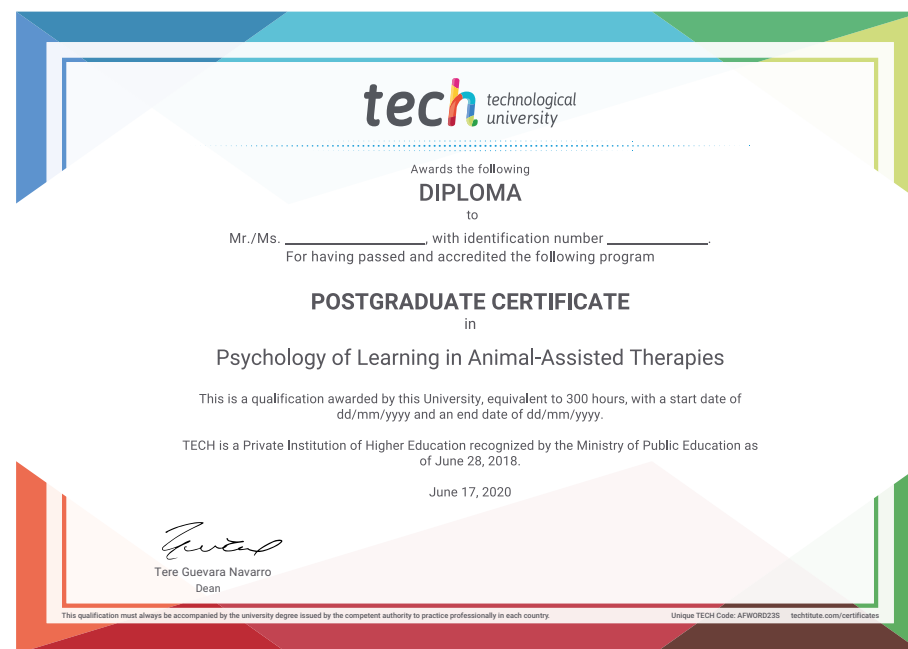 tech technological
university
Awards the following
DIPLOMA
to
Mr./Ms. ____________________, with identification number ______________.
For having passed and accredited the following program
POSTGRADUATE CERTIFICATE
in
Psychology of Learning in Animal-Assisted Therapies
This is a qualification awarded by this University, equivalent to 300 hours, with a start date of
dd/mm/yyyy and an end date of dd/mm/yyyy.
TECH is a Private Institution of Higher Education recognized by the Ministry of Public Education as
of June 28, 2018.
June 17, 2020
Tere Guevara Navarro
Dean
This qualification must always be accompanied by the university degree issued by the competent authority to practice professionally in each country. Unique TECH Code: AFWORD23S techtitute.com/certificates